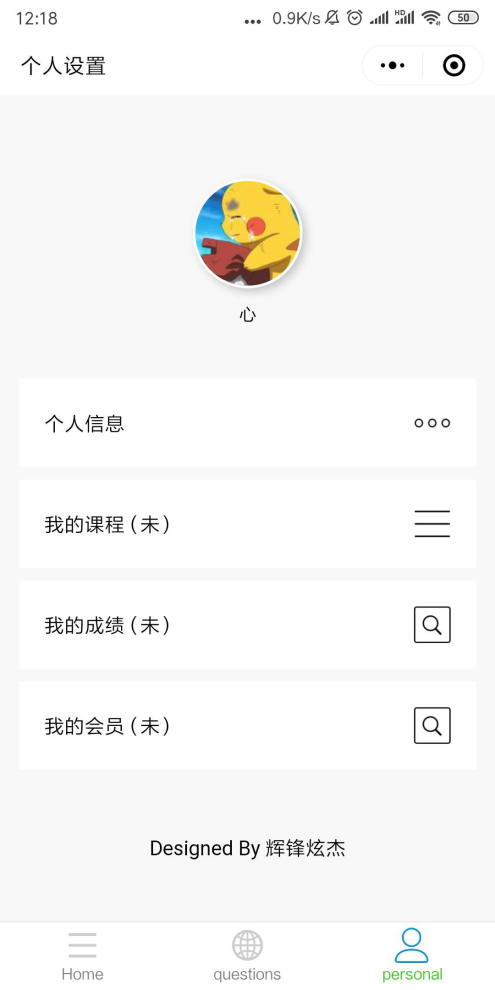 12:18
... 0.9K/s HD 50
个人设置
心
个人信息
我的课程(未)
我的成绩(未)
我的会员(未)
Designed By 辉锋炫杰
Home questions personal